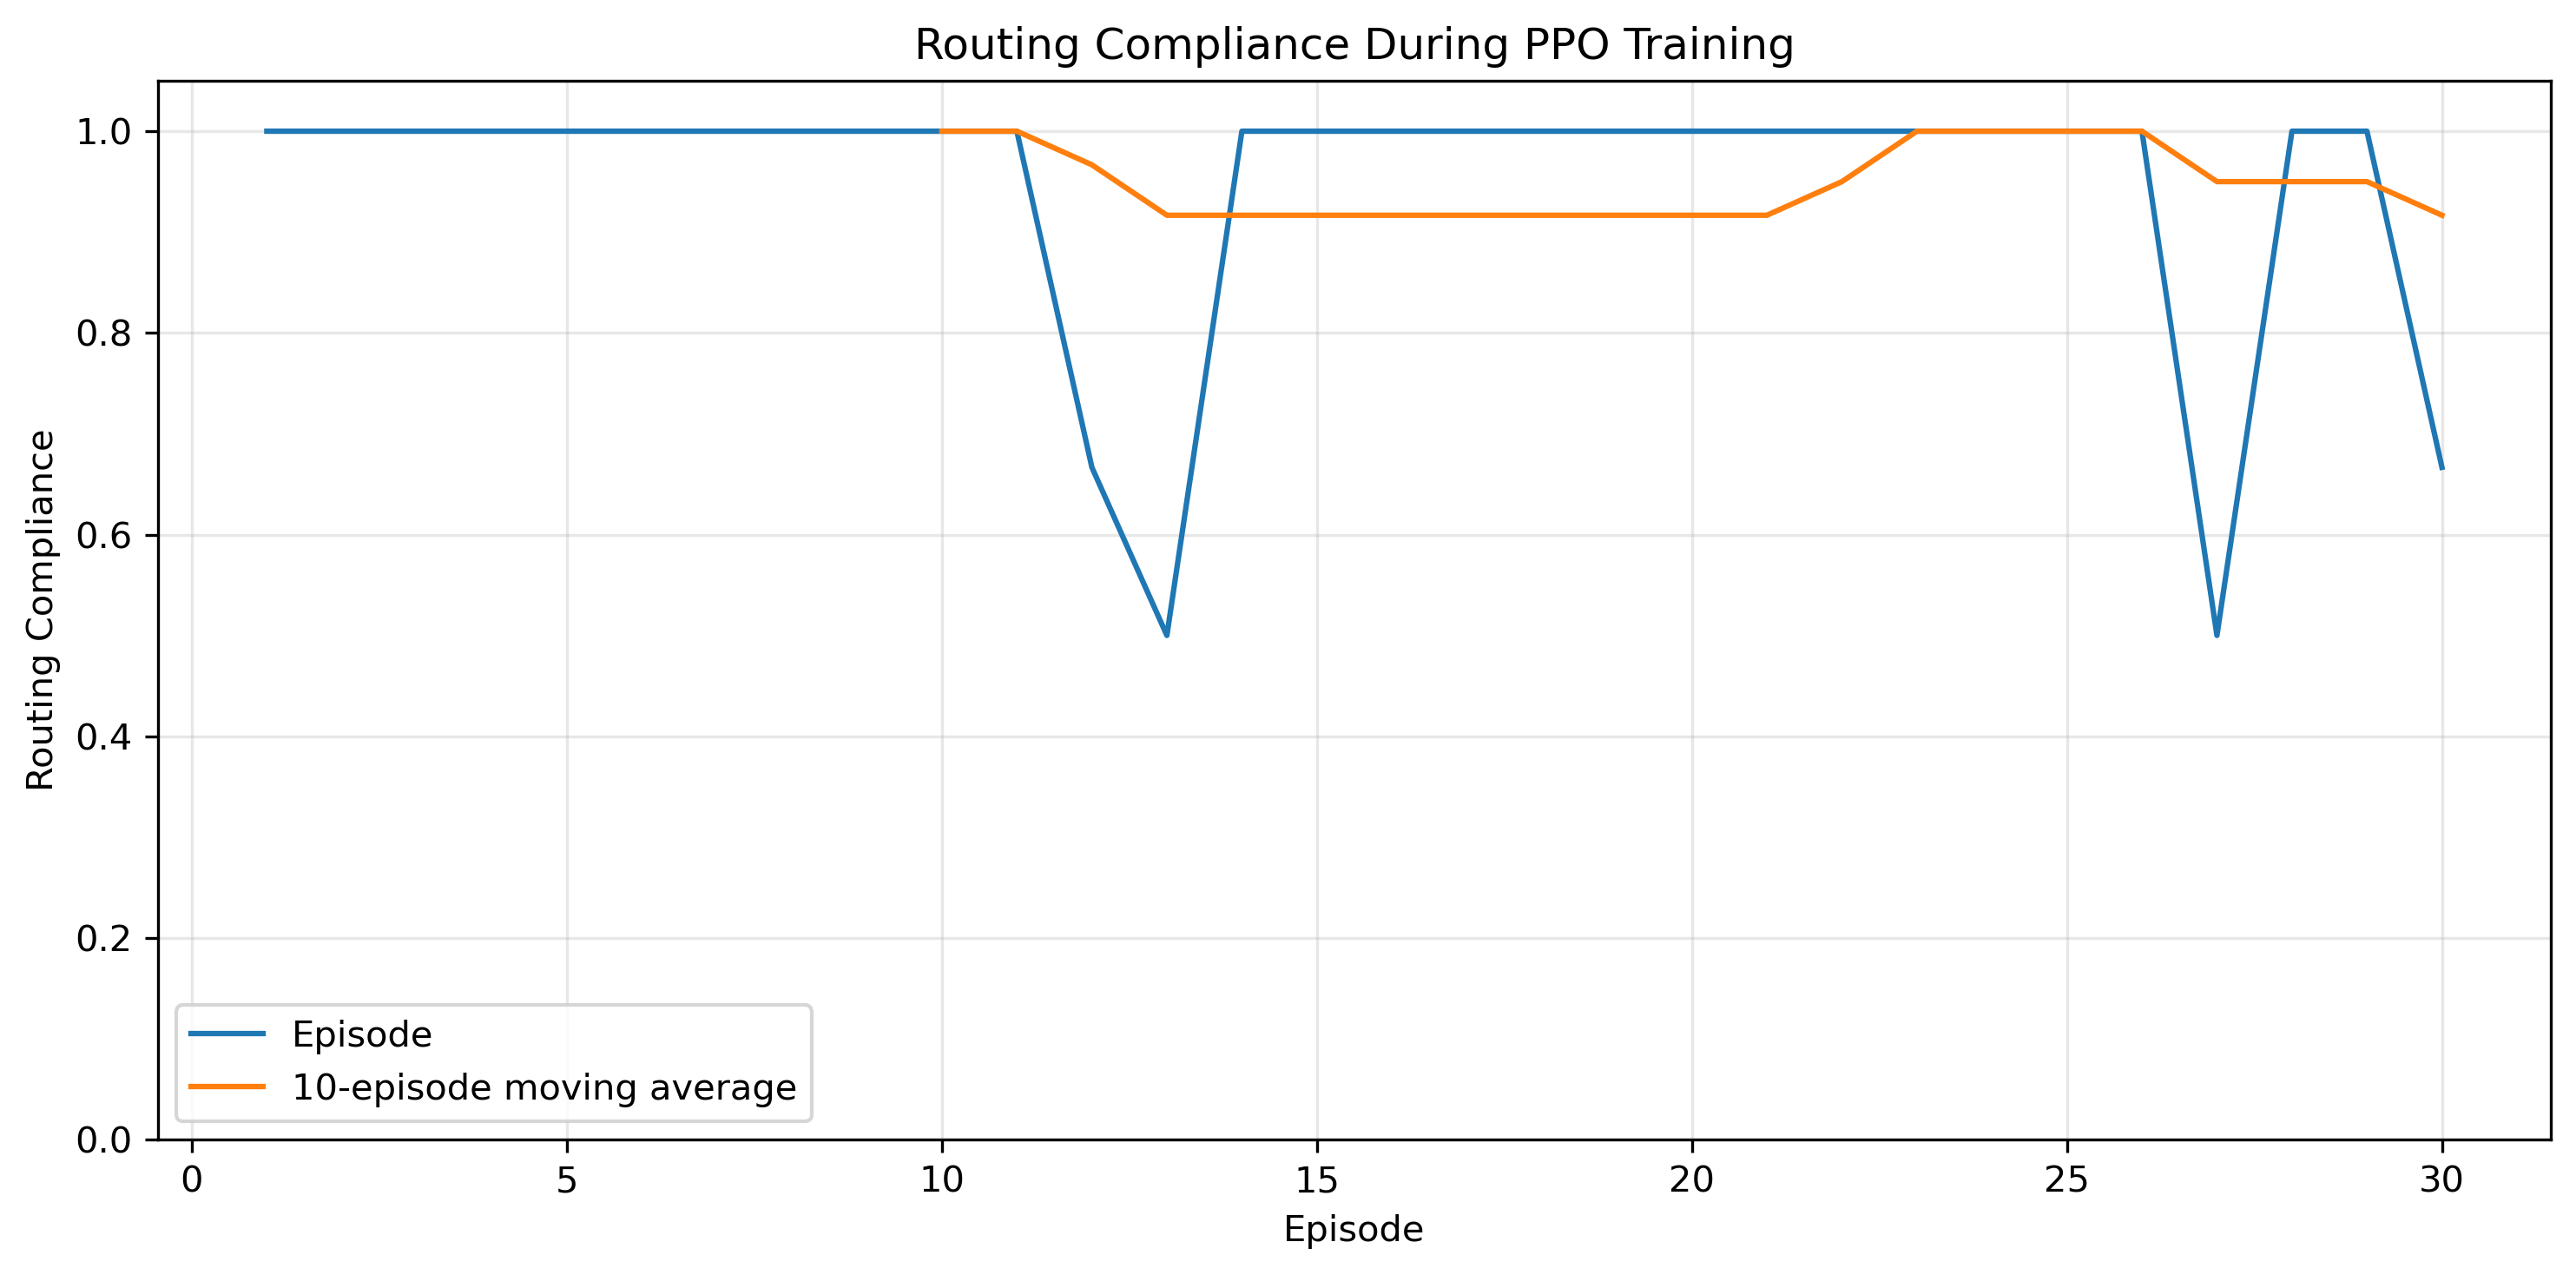 Routing Compliance During PPO Training
Routing Compliance
1.0
0.8
0.6
0.4
0.2
0.0
Episode
10-episode moving average
0 5 10 15 20 25 30
Episode